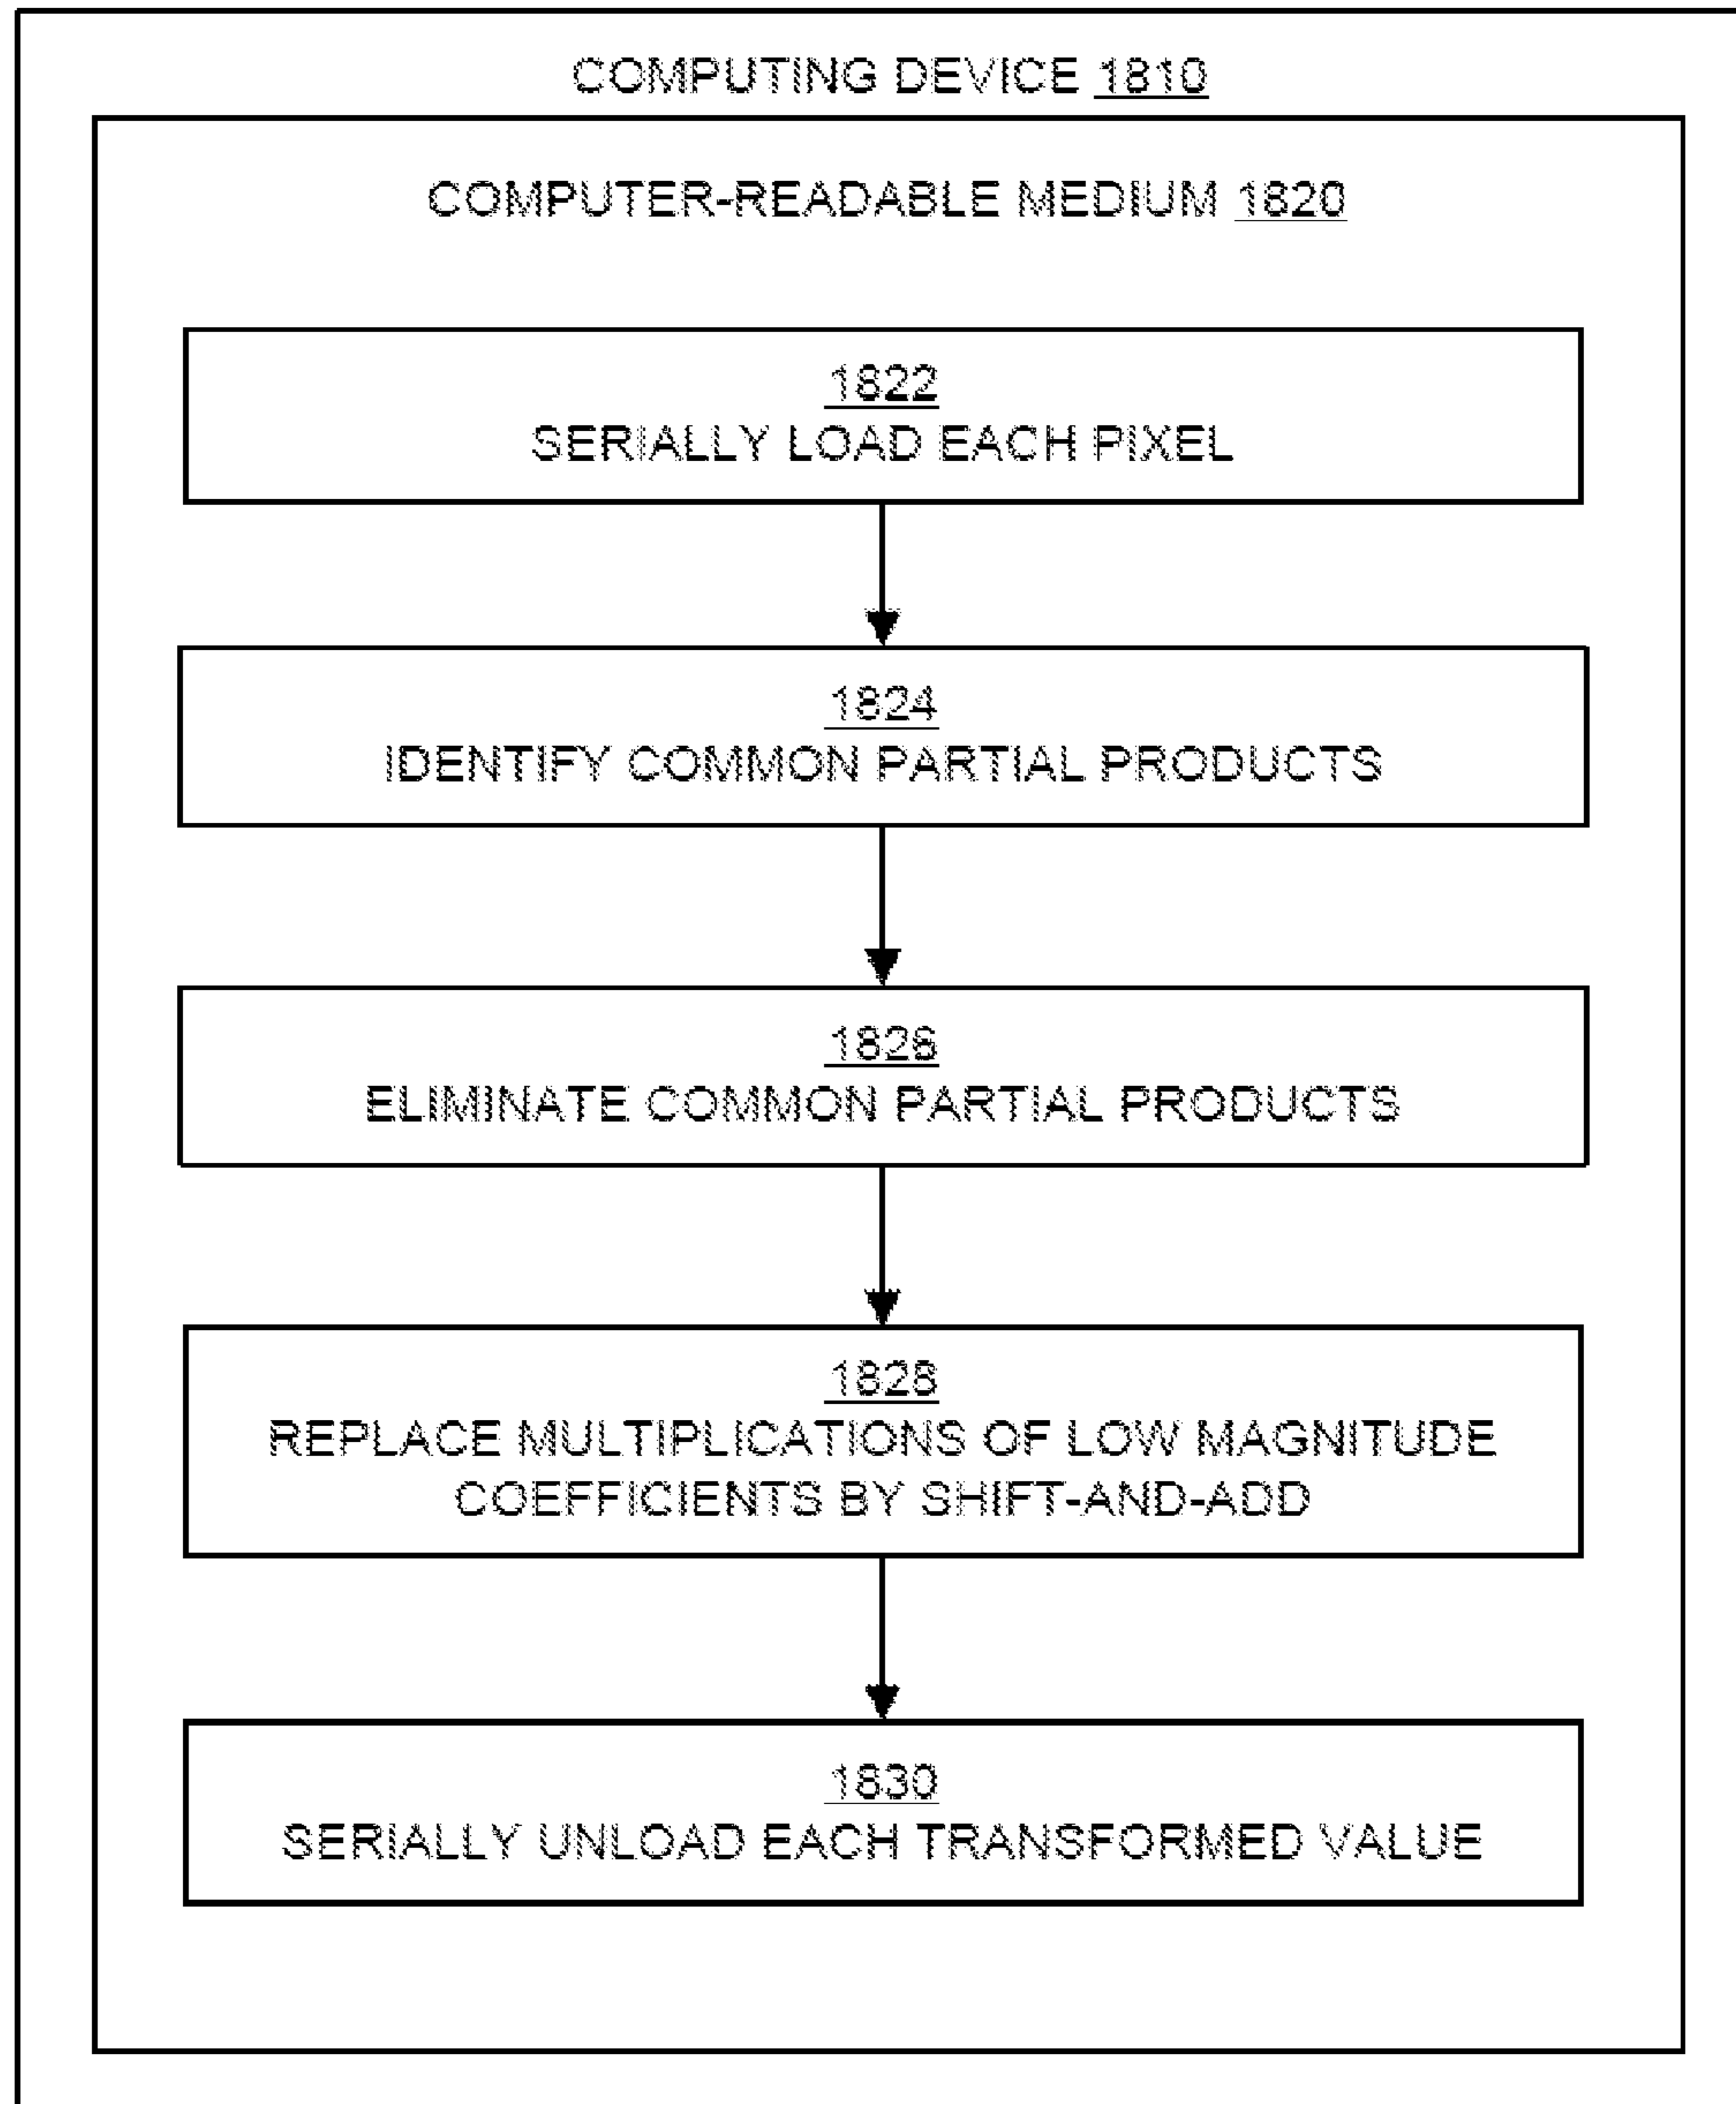 COMPUTING DEVICE 1810
COMPUTER-READABLE MEDIUM 1820
1822
SERIALLY LOAD EACH PIXEL
1824
IDENTIFY COMMON PARTIAL PRODUCTS
1826
ELIMINATE COMMON PARTIAL PRODUCTS
1828
REPLACE MULTIPLICATIONS OF LOW MAGNITUDE
COEFFICIENTS BY SHIFT-AND-ADD
1830
SERIALLY UNLOAD EACH TRANSFORMED VALUE